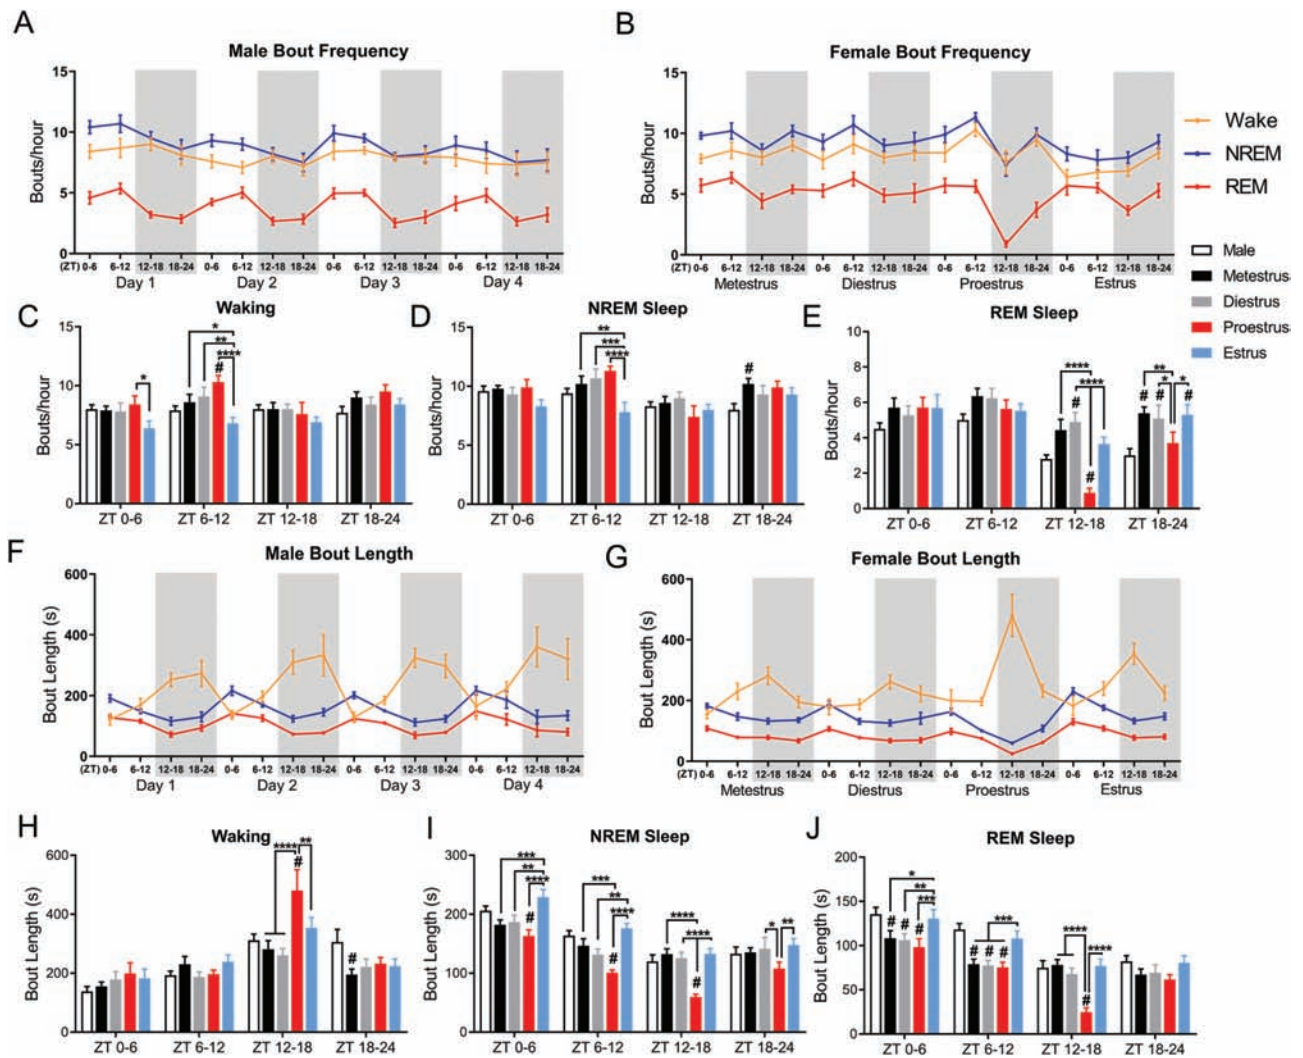 A
Male Bout Frequency
Bouts/hour
15
10
5
0
(ZT) 0-6 6-12 12-18 18-24 0-6 6-12 12-18 18-24 0-6 6-12 12-18 18-24 0-6 6-12 12-18 18-24
Day 1 Day 2 Day 3 Day 4
B
Female Bout Frequency
Bouts/hour
15
10
5
0
(ZT) 0-6 6-12 12-18 18-24 0-6 6-12 12-18 18-24 0-6 6-12 12-18 18-24 0-6 6-12 12-18 18-24
Metestrus Diestrus Proestrus Estrus
Wake
NREM
REM
Male
Metestrus
Diestrus
Proestrus
Estrus
C
Waking
Bouts/hour
15
10
5
0
*
*
**
****
#
ZT 0-6 ZT 6-12 ZT 12-18 ZT 18-24
D
NREM Sleep
Bouts/hour
15
10
5
0
**
***
****
#
ZT 0-6 ZT 6-12 ZT 12-18 ZT 18-24
E
REM Sleep
Bouts/hour
10
8
6
4
2
0
****
****
#
#
**
* *
# # #
ZT 0-6 ZT 6-12 ZT 12-18 ZT 18-24
F
Male Bout Length
Bout Length (s)
600
400
200
0
(ZT) 0-6 6-12 12-18 18-24 0-6 6-12 12-18 18-24 0-6 6-12 12-18 18-24 0-6 6-12 12-18 18-24
Day 1 Day 2 Day 3 Day 4
G
Female Bout Length
Bout Length (s)
600
400
200
0
(ZT) 0-6 6-12 12-18 18-24 0-6 6-12 12-18 18-24 0-6 6-12 12-18 18-24 0-6 6-12 12-18 18-24
Metestrus Diestrus Proestrus Estrus
H
Waking
Bout Length (s)
600
400
200
0
**** **
#
#
ZT 0-6 ZT 6-12 ZT 12-18 ZT 18-24
I
NREM Sleep
Bout Length (s)
300
200
100
0
***
**
****
#
***
**
****
#
****
****
#
* **
ZT 0-6 ZT 6-12 ZT 12-18 ZT 18-24
J
REM Sleep
Bout Length (s)
200
150
100
50
0
*
**
***
# # #
***
# # #
**** ****
#
ZT 0-6 ZT 6-12 ZT 12-18 ZT 18-24